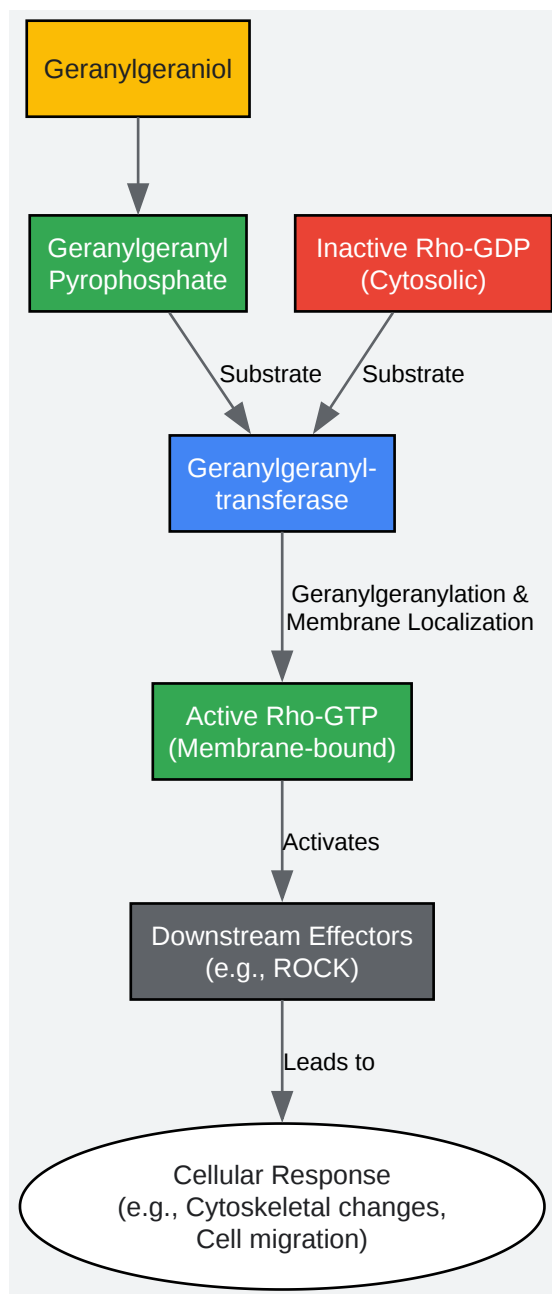 Geranylgeraniol
Geranylgeranyl
Pyrophosphate
Inactive Rho-GDP
(Cytosolic)
Substrate
Substrate
Geranylgeranyl-
transferase
Geranylgeranylation &
Membrane Localization
Active Rho-GTP
(Membrane-bound)
Activates
Downstream Effectors
(e.g., ROCK)
Leads to
Cellular Response
(e.g., Cytoskeletal changes,
Cell migration)